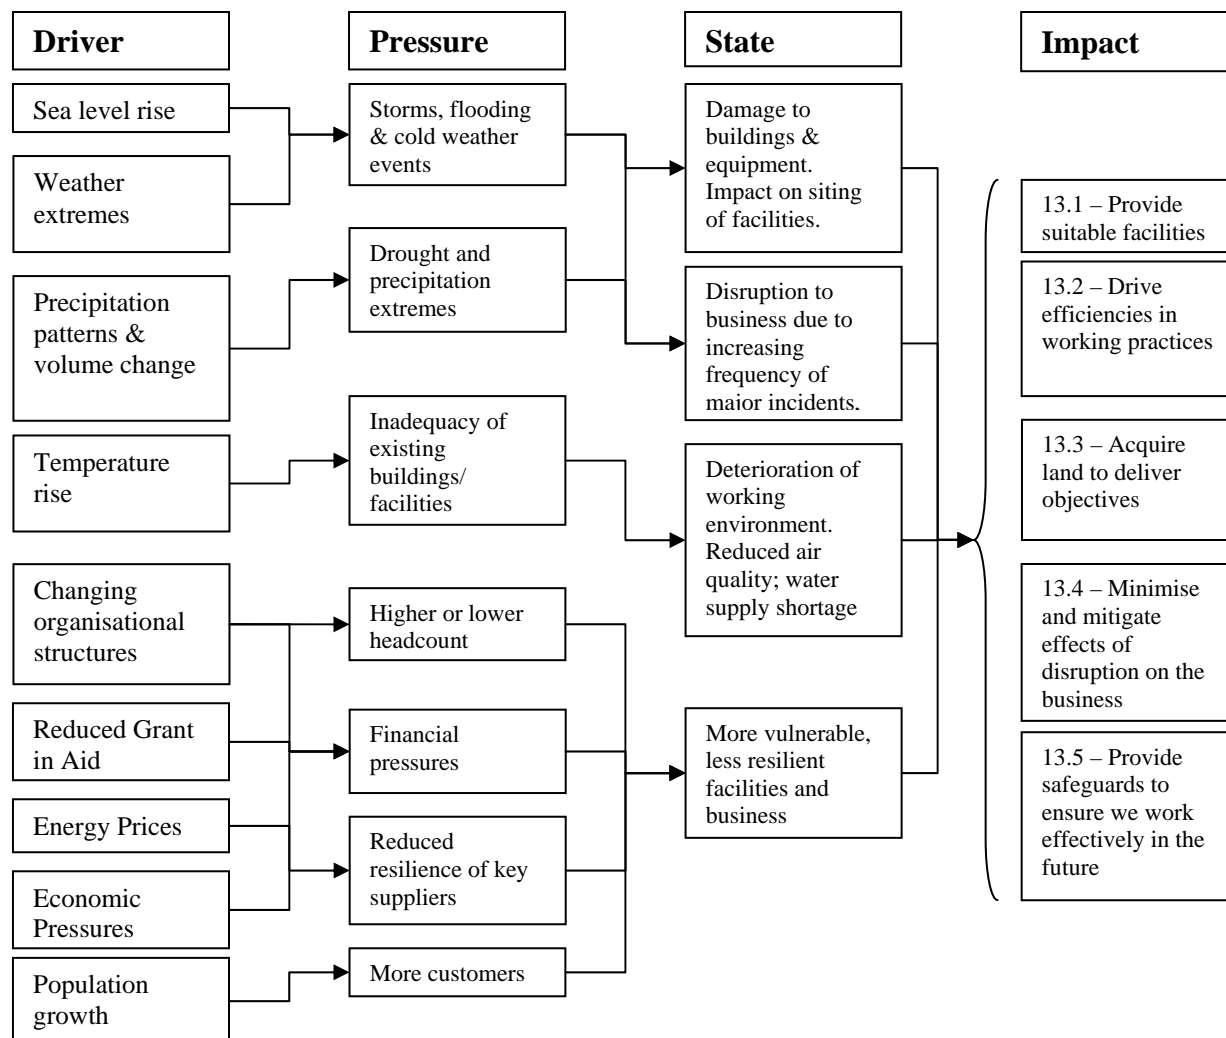 Driver
Pressure
State
Impact
Sea level rise
Weather
extremes
Precipitation
patterns &
volume change
Temperature
rise
Changing
organisational
structures
Reduced Grant
in Aid
Energy Prices
Economic
Pressures
Population
growth
Storms, flooding
& cold weather
events
Drought and
precipitation
extremes
Inadequacy of
existing
buildings/
facilities
Higher or lower
headcount
Financial
pressures
Reduced
resilience of key
suppliers
More customers
Damage to
buildings &
equipment.
Impact on siting
of facilities.
Disruption to
business due to
increasing
frequency of
major incidents.
Deterioration of
working
environment.
Reduced air
quality; water
supply shortage
More vulnerable,
less resilient
facilities and
business
13.1 – Provide
suitable facilities
13.2 – Drive
efficiencies in
working practices
13.3 – Acquire
land to deliver
objectives
13.4 – Minimise
and mitigate
effects of
disruption on the
business
13.5 – Provide
safeguards to
ensure we work
effectively in the
future